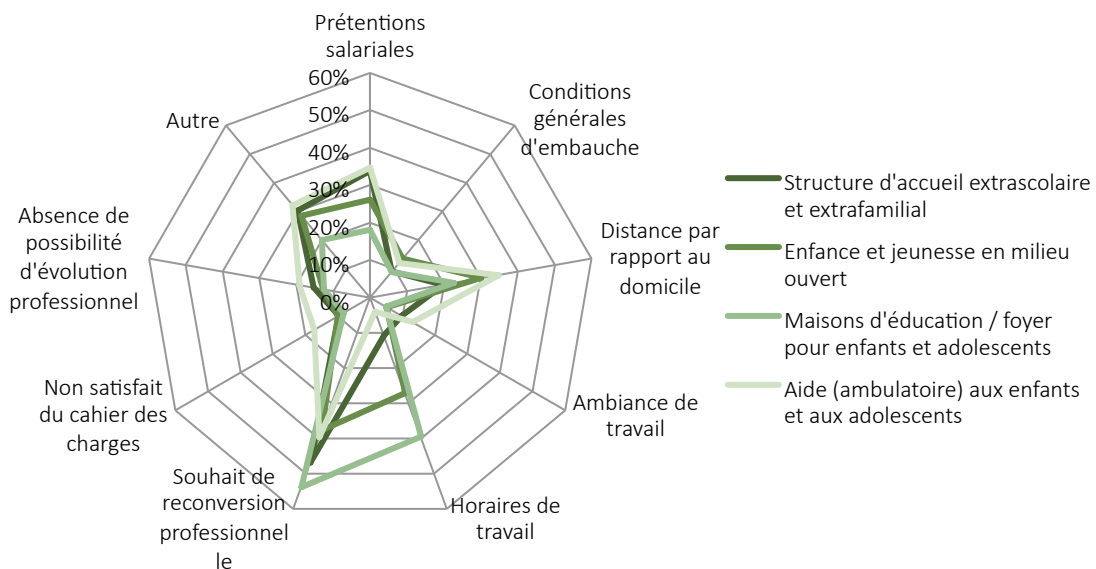 Prétentions
salariales
60%
50%
40%
30%
20%
10%
0%
Conditions
générales
d'embauche
Distance par
rapport au
domicile
Ambiance de
travail
Horaires de
travail
Souhait de
reconversion
professionnel
le
Non satisfait
du cahier des
charges
Absence de
possibilité
d'évolution
professionnel
Autre
Structure d'accueil extrascolaire
et extrafamilial
Enfance et jeunesse en milieu
ouvert
Maisons d'éducation / foyer
pour enfants et adolescents
Aide (ambulatoire) aux enfants
et aux adolescents